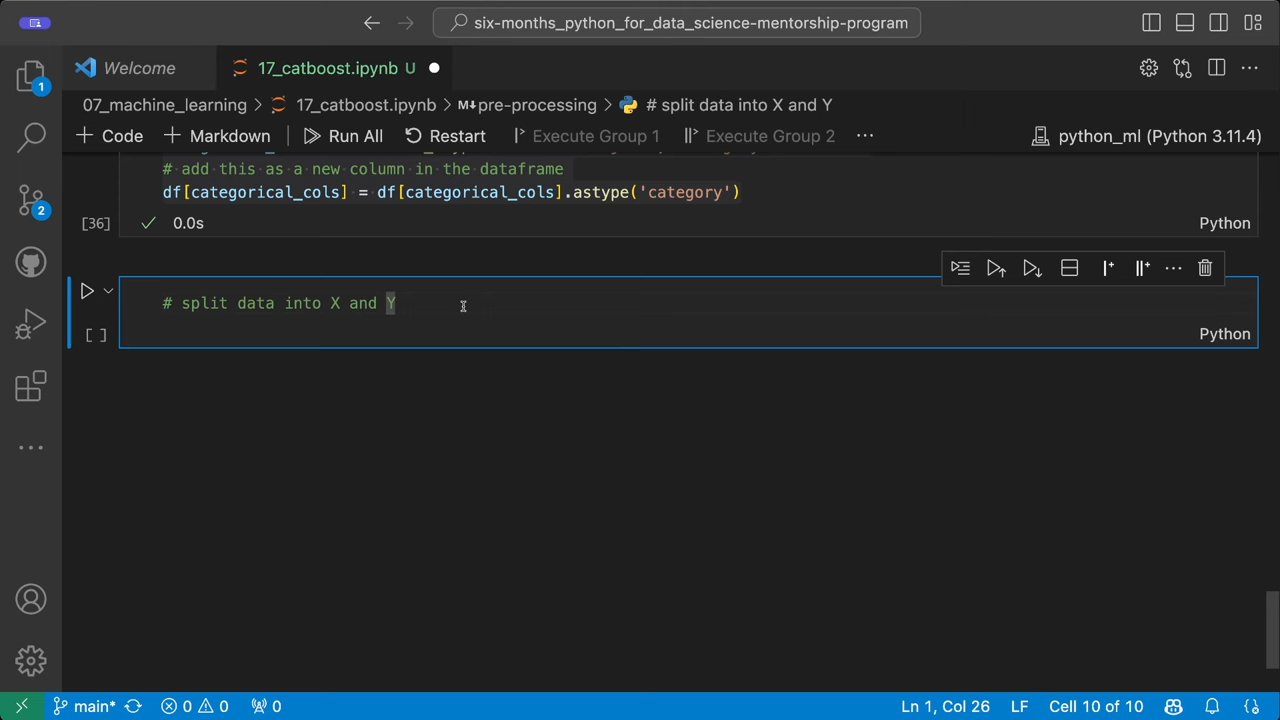 1
six-months_python_for_data_science-mentorship-program
Welcome
17_catboost.ipynb U
07_machine_learning > 17_catboost.ipynb > M↓pre-processing > # split data into X and Y
+ Code + Markdown Run All Restart Execute Group 1 Execute Group 2 ...
python_ml (Python 3.11.4)
# add this as a new column in the dataframe
df[categorical_cols] = df[categorical_cols].astype('category')
[36] 0.0s
Python
2
# split data into X and Y
[ ]
Python
main* 0 0 0
Ln 1, Col 26 LF Cell 10 of 10